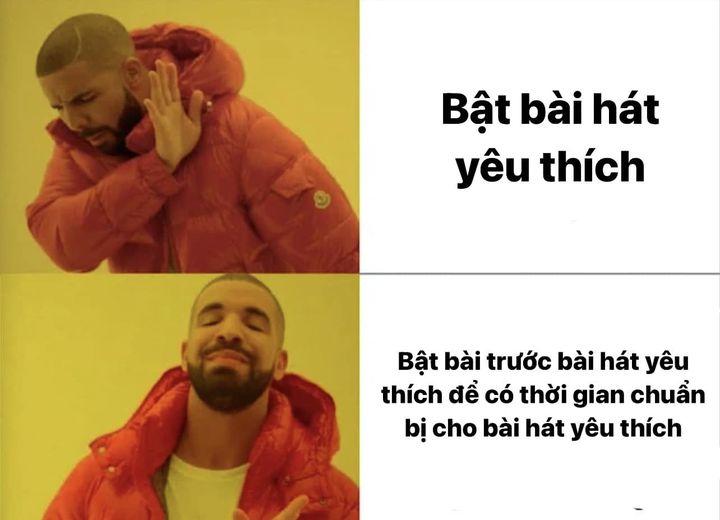 Bật bài hát
yêu thích
Bật bài trước bài hát yêu
thích để có thời gian chuẩn
bị cho bài hát yêu thích